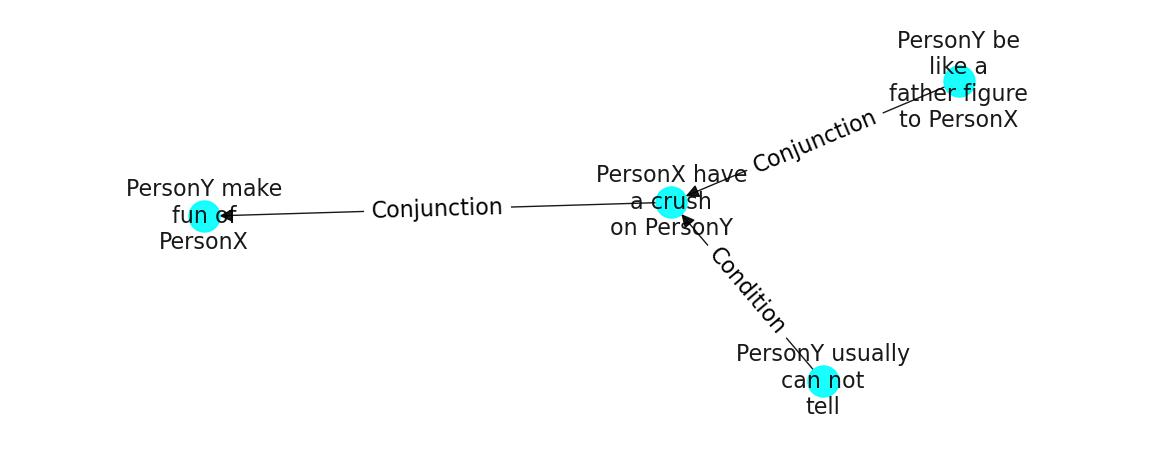 PersonY be
like a
father figure
to PersonX
Conjunction
PersonX have
a crush
on PersonY
PersonY make
fun of
PersonX
Conjunction
Condition
PersonY usually
can not
tell